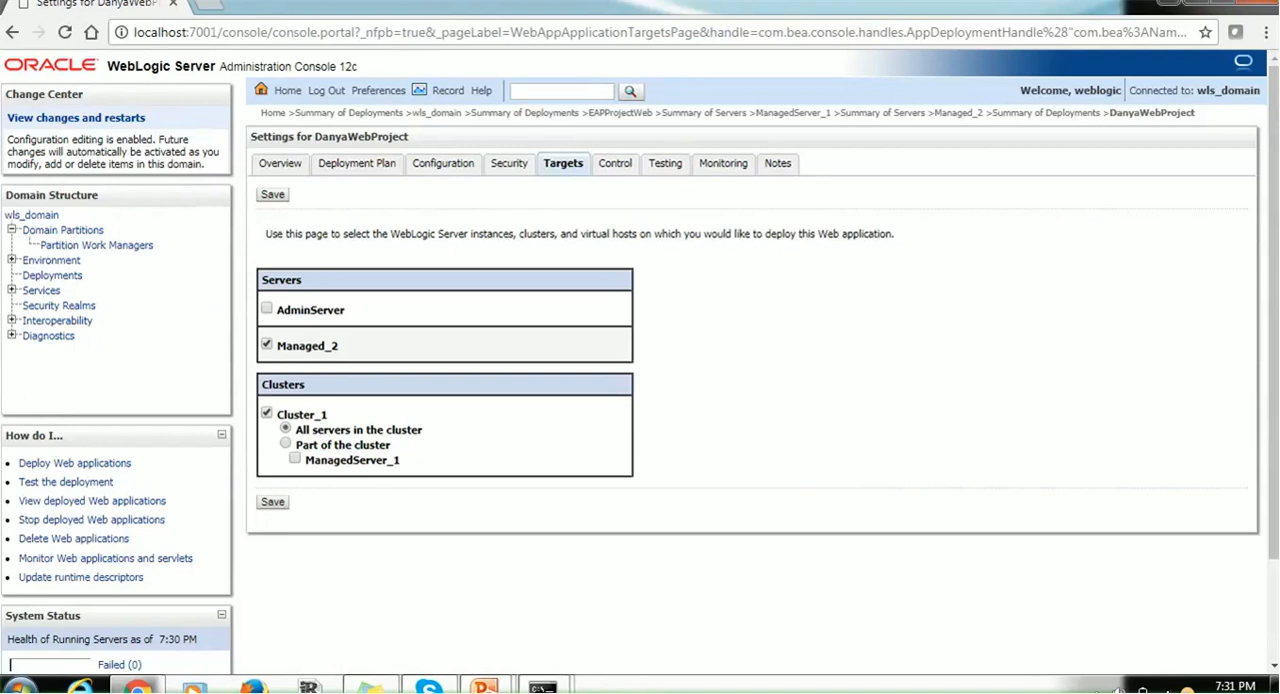 Settings for DanyaWebP
localhost:7001/console/console.portal?_nfpb=true&_pageLabel=WebAppApplicationTargetsPage&handle=com.bea.console.handles.AppDeploymentHandle%28"com.bea%3ANam...
ORACLE WebLogic Server Administration Console 12c
Change Center
View changes and restarts
Configuration editing is enabled. Future
changes will automatically be activated as you
modify, add or delete items in this domain.
Domain Structure
wls_domain
Domain Partitions
Partition Work Managers
Environment
Deployments
Services
Security Realms
Interoperability
Diagnostics
How do I...
Deploy Web applications
Test the deployment
View deployed Web applications
Stop deployed Web applications
Delete Web applications
Monitor Web applications and servlets
Update runtime descriptors
System Status
Health of Running Servers as of 7:30 PM
Failed (0)
Home Log Out Preferences Record Help
Welcome, weblogic Connected to: wls_domain
Home >Summary of Deployments >wls_domain >Summary of Deployments >EAPProjectWeb >Summary of Servers >ManagedServer_1 >Summary of Servers >Managed_2 >Summary of Deployments >DanyaWebProject
Settings for DanyaWebProject
Overview Deployment Plan Configuration Security Targets Control Testing Monitoring Notes
Save
Use this page to select the WebLogic Server instances, clusters, and virtual hosts on which you would like to deploy this Web application.
Servers
AdminServer
Managed_2
Clusters
Cluster_1
All servers in the cluster
Part of the cluster
ManagedServer_1
Save
7:31 PM